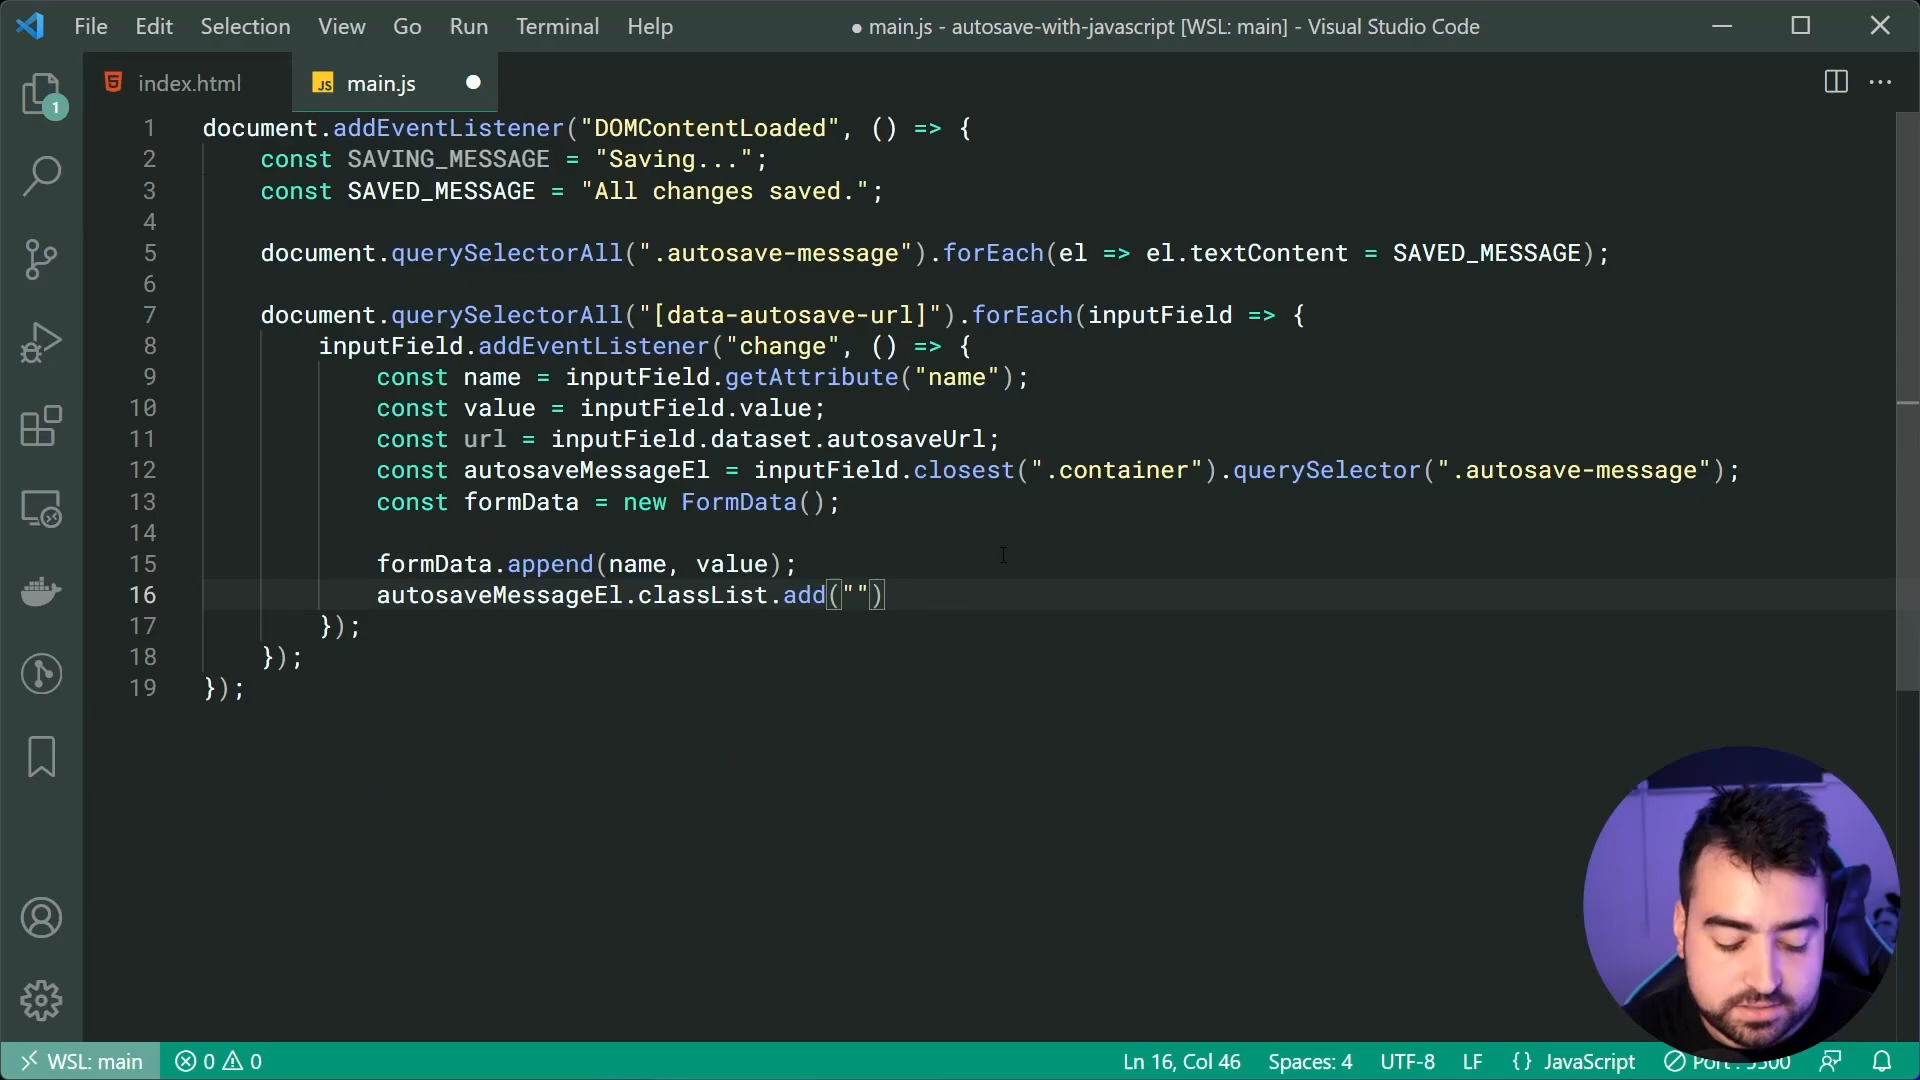 File Edit Selection View Go Run Terminal Help
● main.js - autosave-with-javascript [WSL: main] - Visual Studio Code
index.html
JS main.js
1
1 document.addEventListener("DOMContentLoaded", () => {
2 const SAVING_MESSAGE = "Saving...";
3 const SAVED_MESSAGE = "All changes saved.";
4
5 document.querySelectorAll(".autosave-message").forEach(el => el.textContent = SAVED_MESSAGE);
6
7 document.querySelectorAll("[data-autosave-url]").forEach(inputField => {
8 inputField.addEventListener("change", () => {
9 const name = inputField.getAttribute("name");
10 const value = inputField.value;
11 const url = inputField.dataset.autosaveUrl;
12 const autosaveMessageEl = inputField.closest(".container").querySelector(".autosave-message");
13 const formData = new FormData();
14
15 formData.append(name, value);
16 autosaveMessageEl.classList.add("")
17 });
18 });
19 });
WSL: main 0 0 Ln 16, Col 46 Spaces: 4 UTF-8 LF {} JavaScript